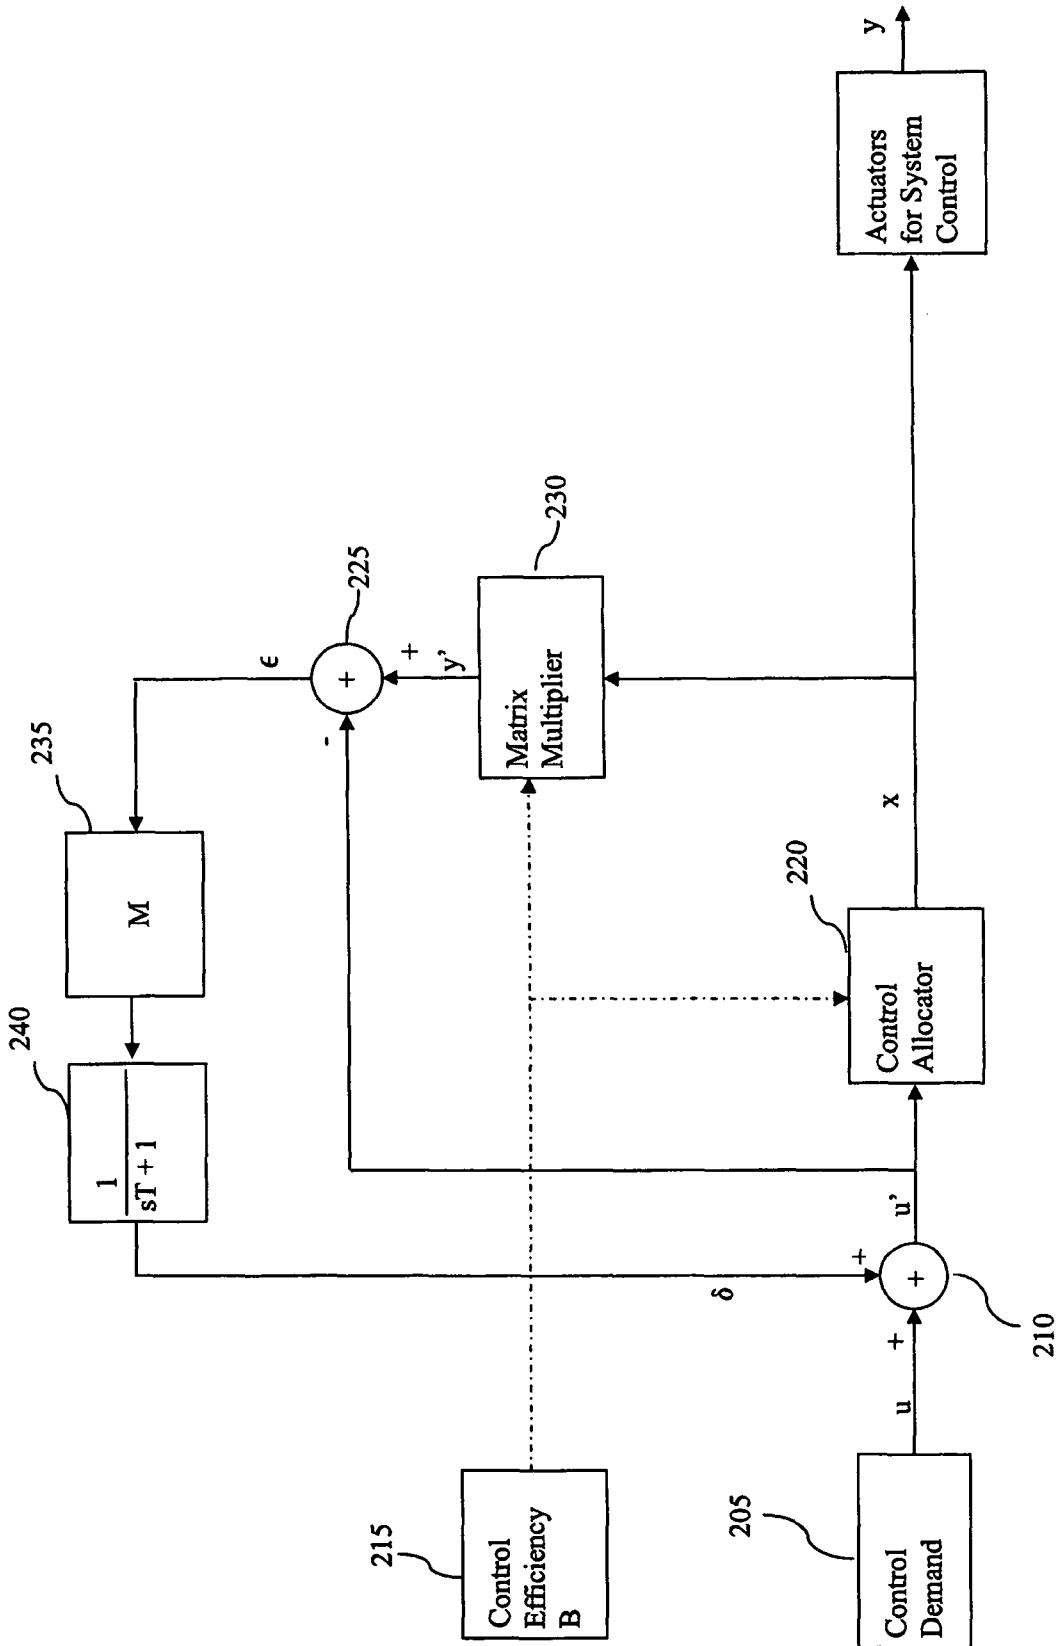 240
235
1
sT + 1
M
ϵ
225
+
-
+
y'
230
Matrix
Multiplier
δ
215
Control
Efficiency
B
205
Control
Demand
u
+
+
+
210
u'
220
Control
Allocator
x
Actuators
for System
Control
y